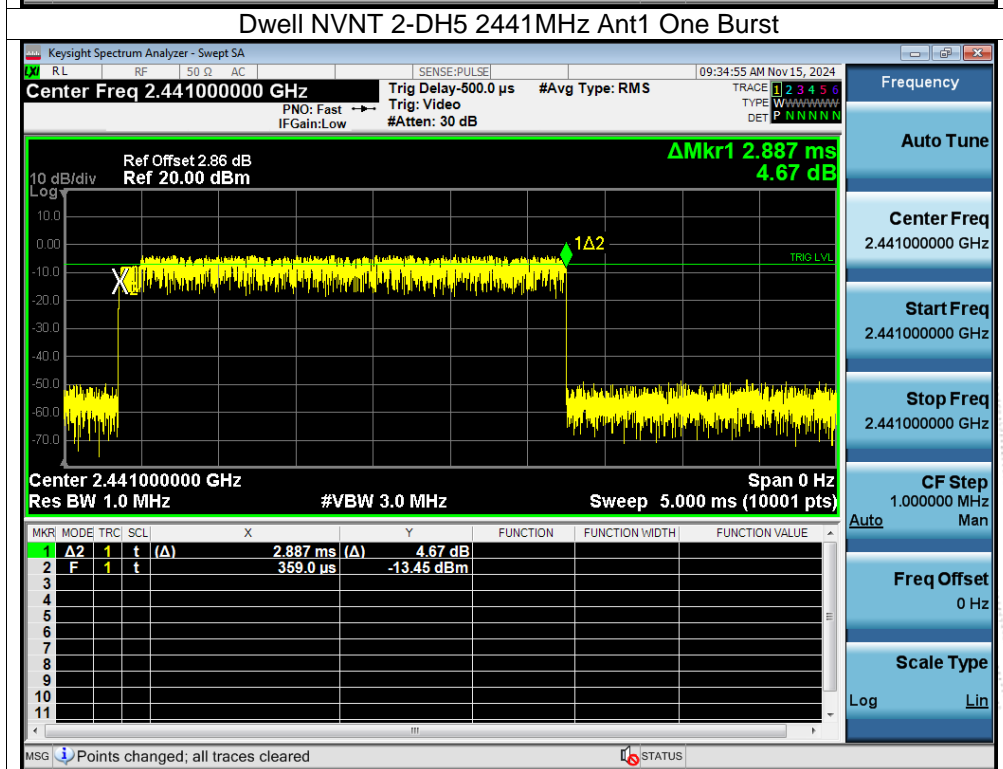 Dwell NVNT 2-DH5 2441MHz Ant1 One Burst
Keysight Spectrum Analyzer - Swept SA
LXI RL RF 50 Ω AC SENSE:PULSE 09:34:55 AM Nov 15, 2024
Center Freq 2.441000000 GHz
PNO: Fast
IFGain:Low
Trig Delay-500.0 µs
Trig: Video
#Atten: 30 dB
#Avg Type: RMS
TRACE 1 2 3 4 5 6
TYPE WWWWWW
DET P N N N N N
ΔMkr1 2.887 ms
4.67 dB
Ref Offset 2.86 dB
10 dB/div Ref 20.00 dBm
Log
10.0
0.00
-10.0
-20.0
-30.0
-40.0
-50.0
-60.0
-70.0
1Δ2
TRIG LVL
X2
Center 2.441000000 GHz Span 0 Hz
Res BW 1.0 MHz #VBW 3.0 MHz Sweep 5.000 ms (10001 pts)
MKR MODE TRC SCL X Y FUNCTION FUNCTION WIDTH FUNCTION VALUE
1 Δ2 1 t (Δ) 2.887 ms (Δ) 4.67 dB
2 F 1 t 359.0 µs -13.45 dBm
3
4
5
6
7
8
9
10
11
MSG Points changed; all traces cleared STATUS
Frequency
Auto Tune
Center Freq
2.441000000 GHz
Start Freq
2.441000000 GHz
Stop Freq
2.441000000 GHz
CF Step
1.000000 MHz
Auto Man
Freq Offset
0 Hz
Scale Type
Log Lin